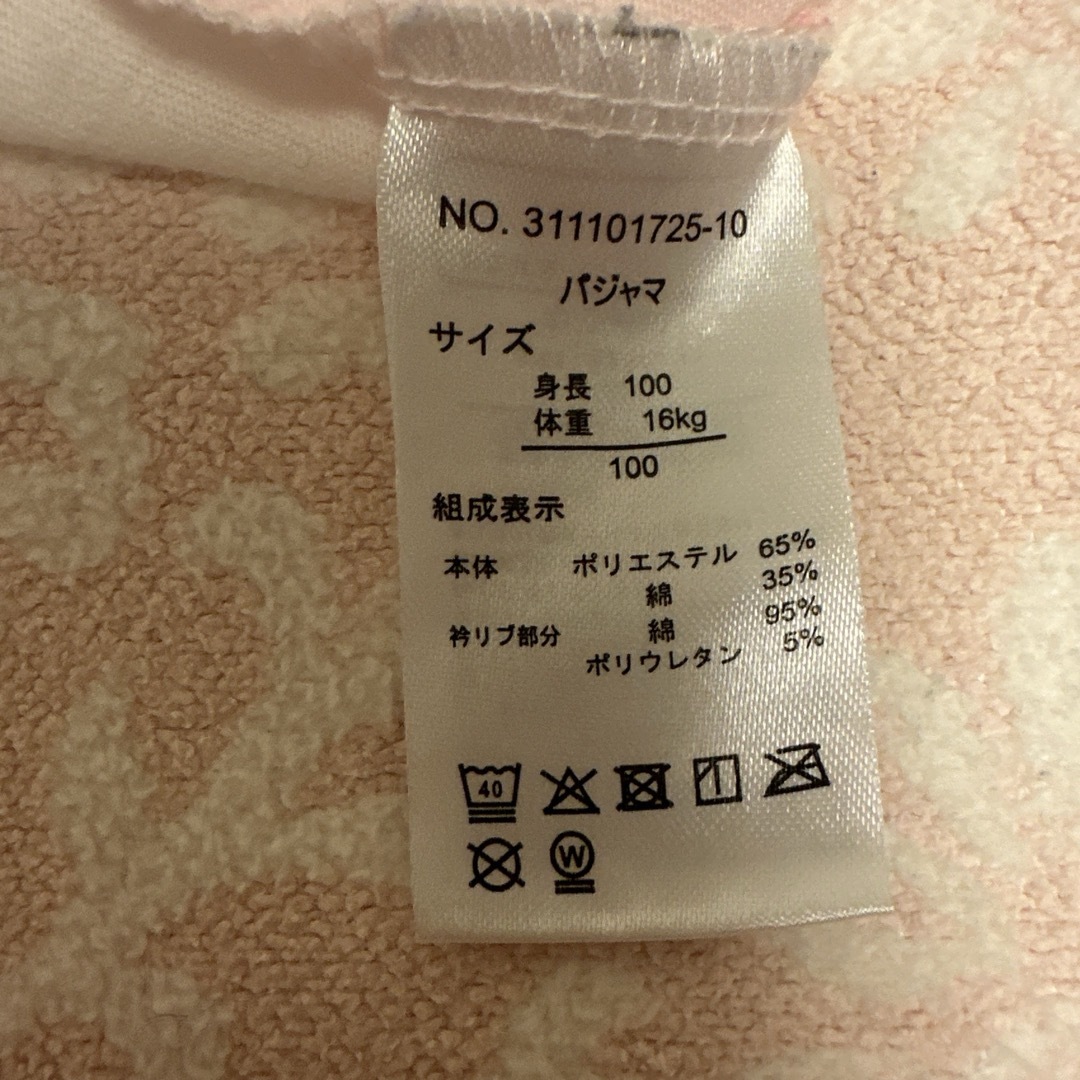 NO. 311101725-10
パジャマ
サイズ
身長 100
体重 16kg
100
組成表示
本体 ポリエステル 65%
綿 35%
衿リブ部分 綿 95%
ポリウレタン 5%
40
W